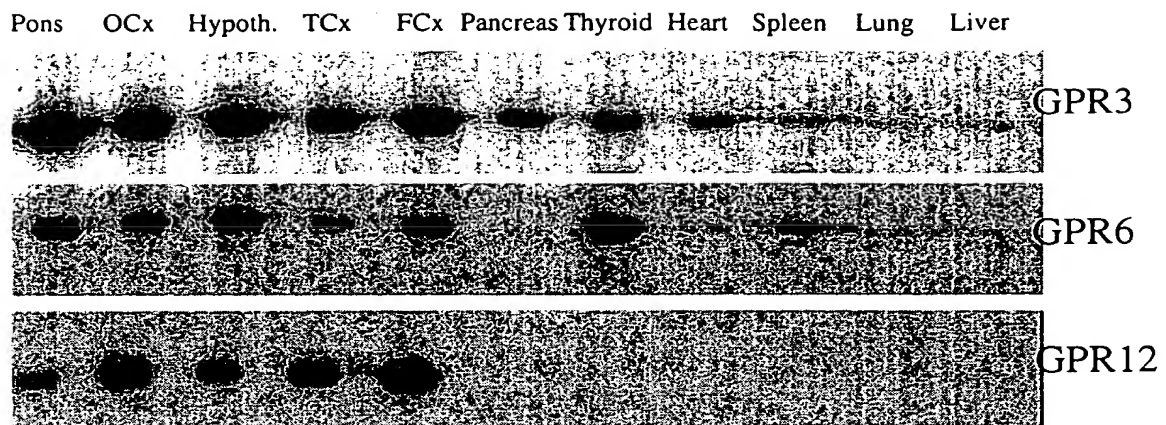 Pons OCx Hypoth. TCx FCx Pancreas Thyroid Heart Spleen Lung Liver
GPR3
GPR6
GPR12